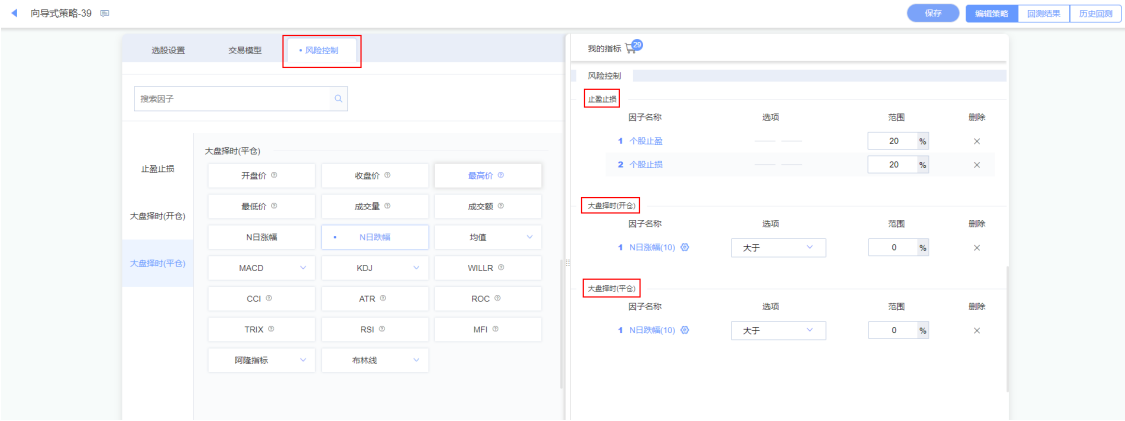 向导式策略-39
保存 编辑策略 回测结果 历史回测
选股设置 交易模型 • 风险控制
搜索因子
止盈止损
大盘择时(开仓)
大盘择时(平仓)
大盘择时(平仓)
开盘价 收盘价 最高价
最低价 成交量 成交额
N日涨幅 • N日跌幅 均值
MACD KDJ WILLR
CCI ATR ROC
TRIX RSI MFI
阿隆指标 布林线
我的指标 29
风险控制
止盈止损
因子名称 选项 范围 删除
1 个股止盈 20 % ×
2 个股止损 20 % ×
大盘择时(开仓)
因子名称 选项 范围 删除
1 N日涨幅(10) 大于 0 % ×
大盘择时(平仓)
因子名称 选项 范围 删除
1 N日跌幅(10) 大于 0 % ×